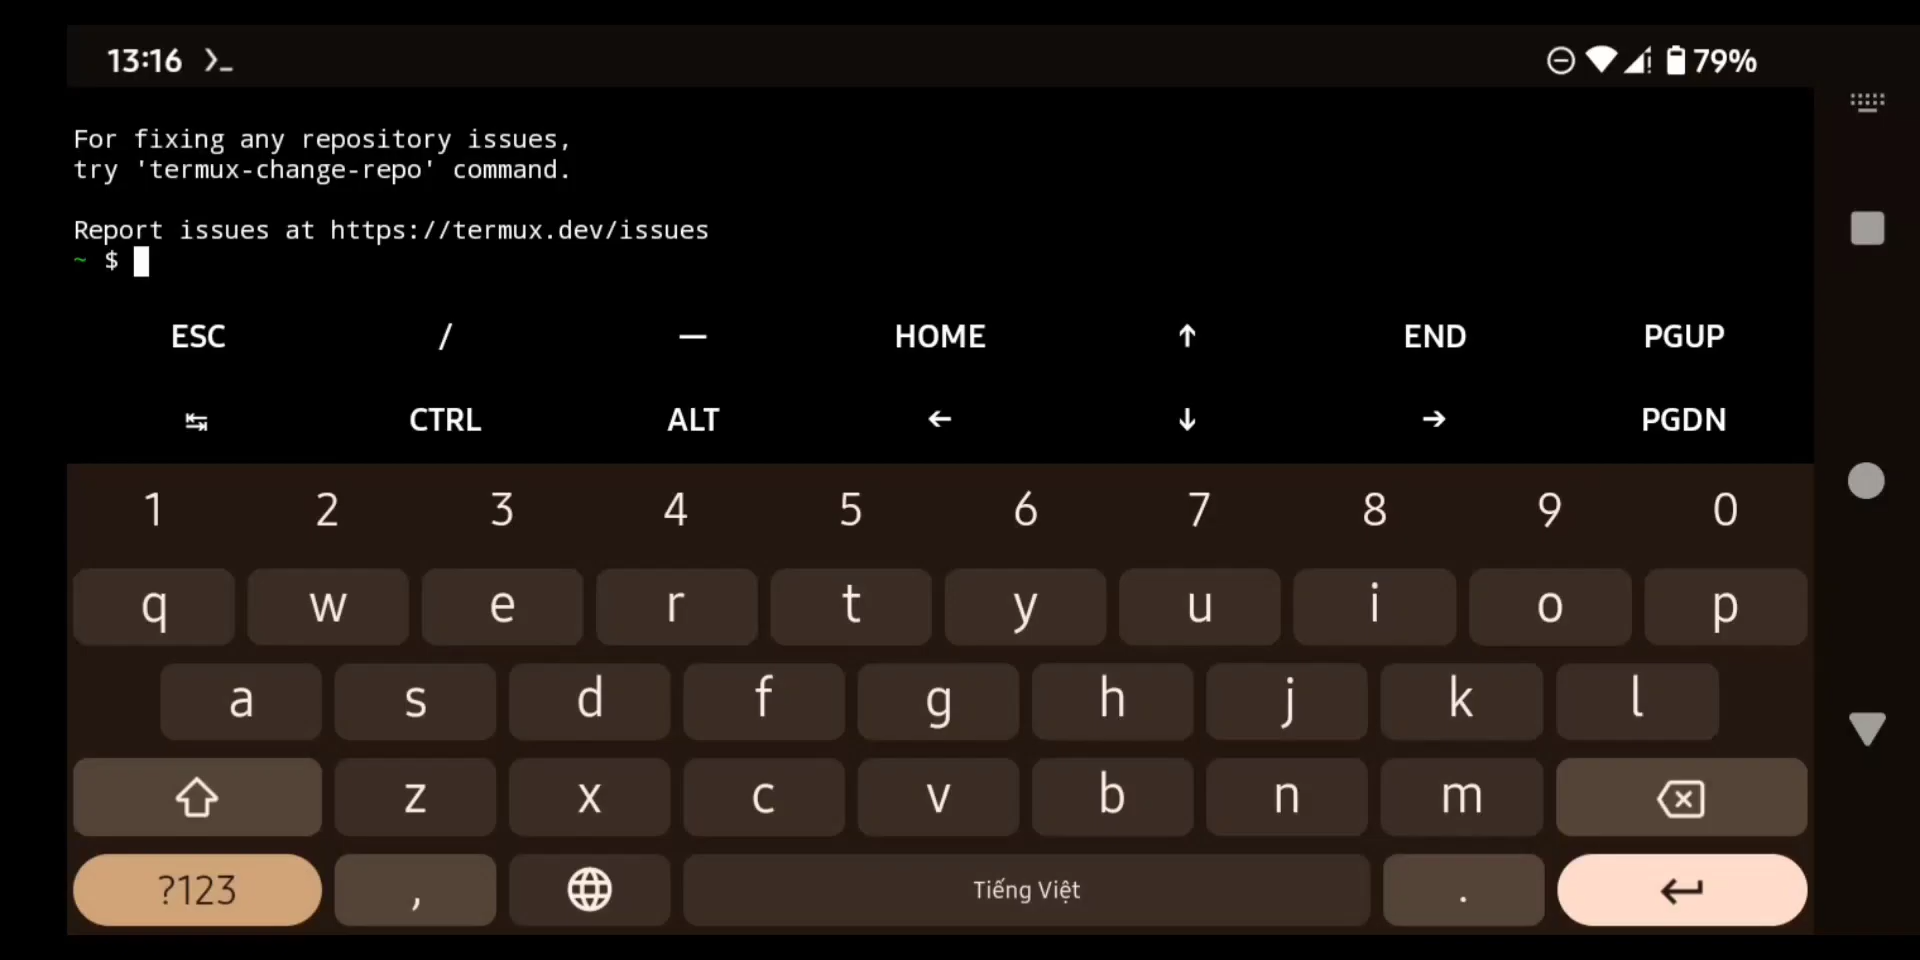 13:16 79%
For fixing any repository issues,
try 'termux-change-repo' command.
Report issues at https://termux.dev/issues
~ $
ESC / — HOME ↑ END PGUP
↹ CTRL ALT ← ↓ → PGDN
1 2 3 4 5 6 7 8 9 0
q w e r t y u i o p
a s d f g h j k l
z x c v b n m
?123 , Tiếng Việt .